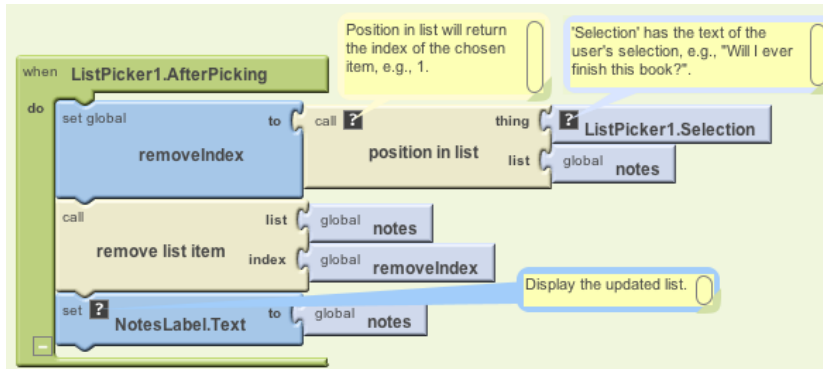 Position in list will return
the index of the chosen
item, e.g., 1.
'Selection' has the text of the
user's selection, e.g., "Will I ever
finish this book?".
when ListPicker1.AfterPicking
do
set global removeIndex to
call ? position in list
thing
? ListPicker1.Selection
list
global notes
call remove list item
list
global notes
index
global removeIndex
Display the updated list.
set ? NotesLabel.Text to
global notes